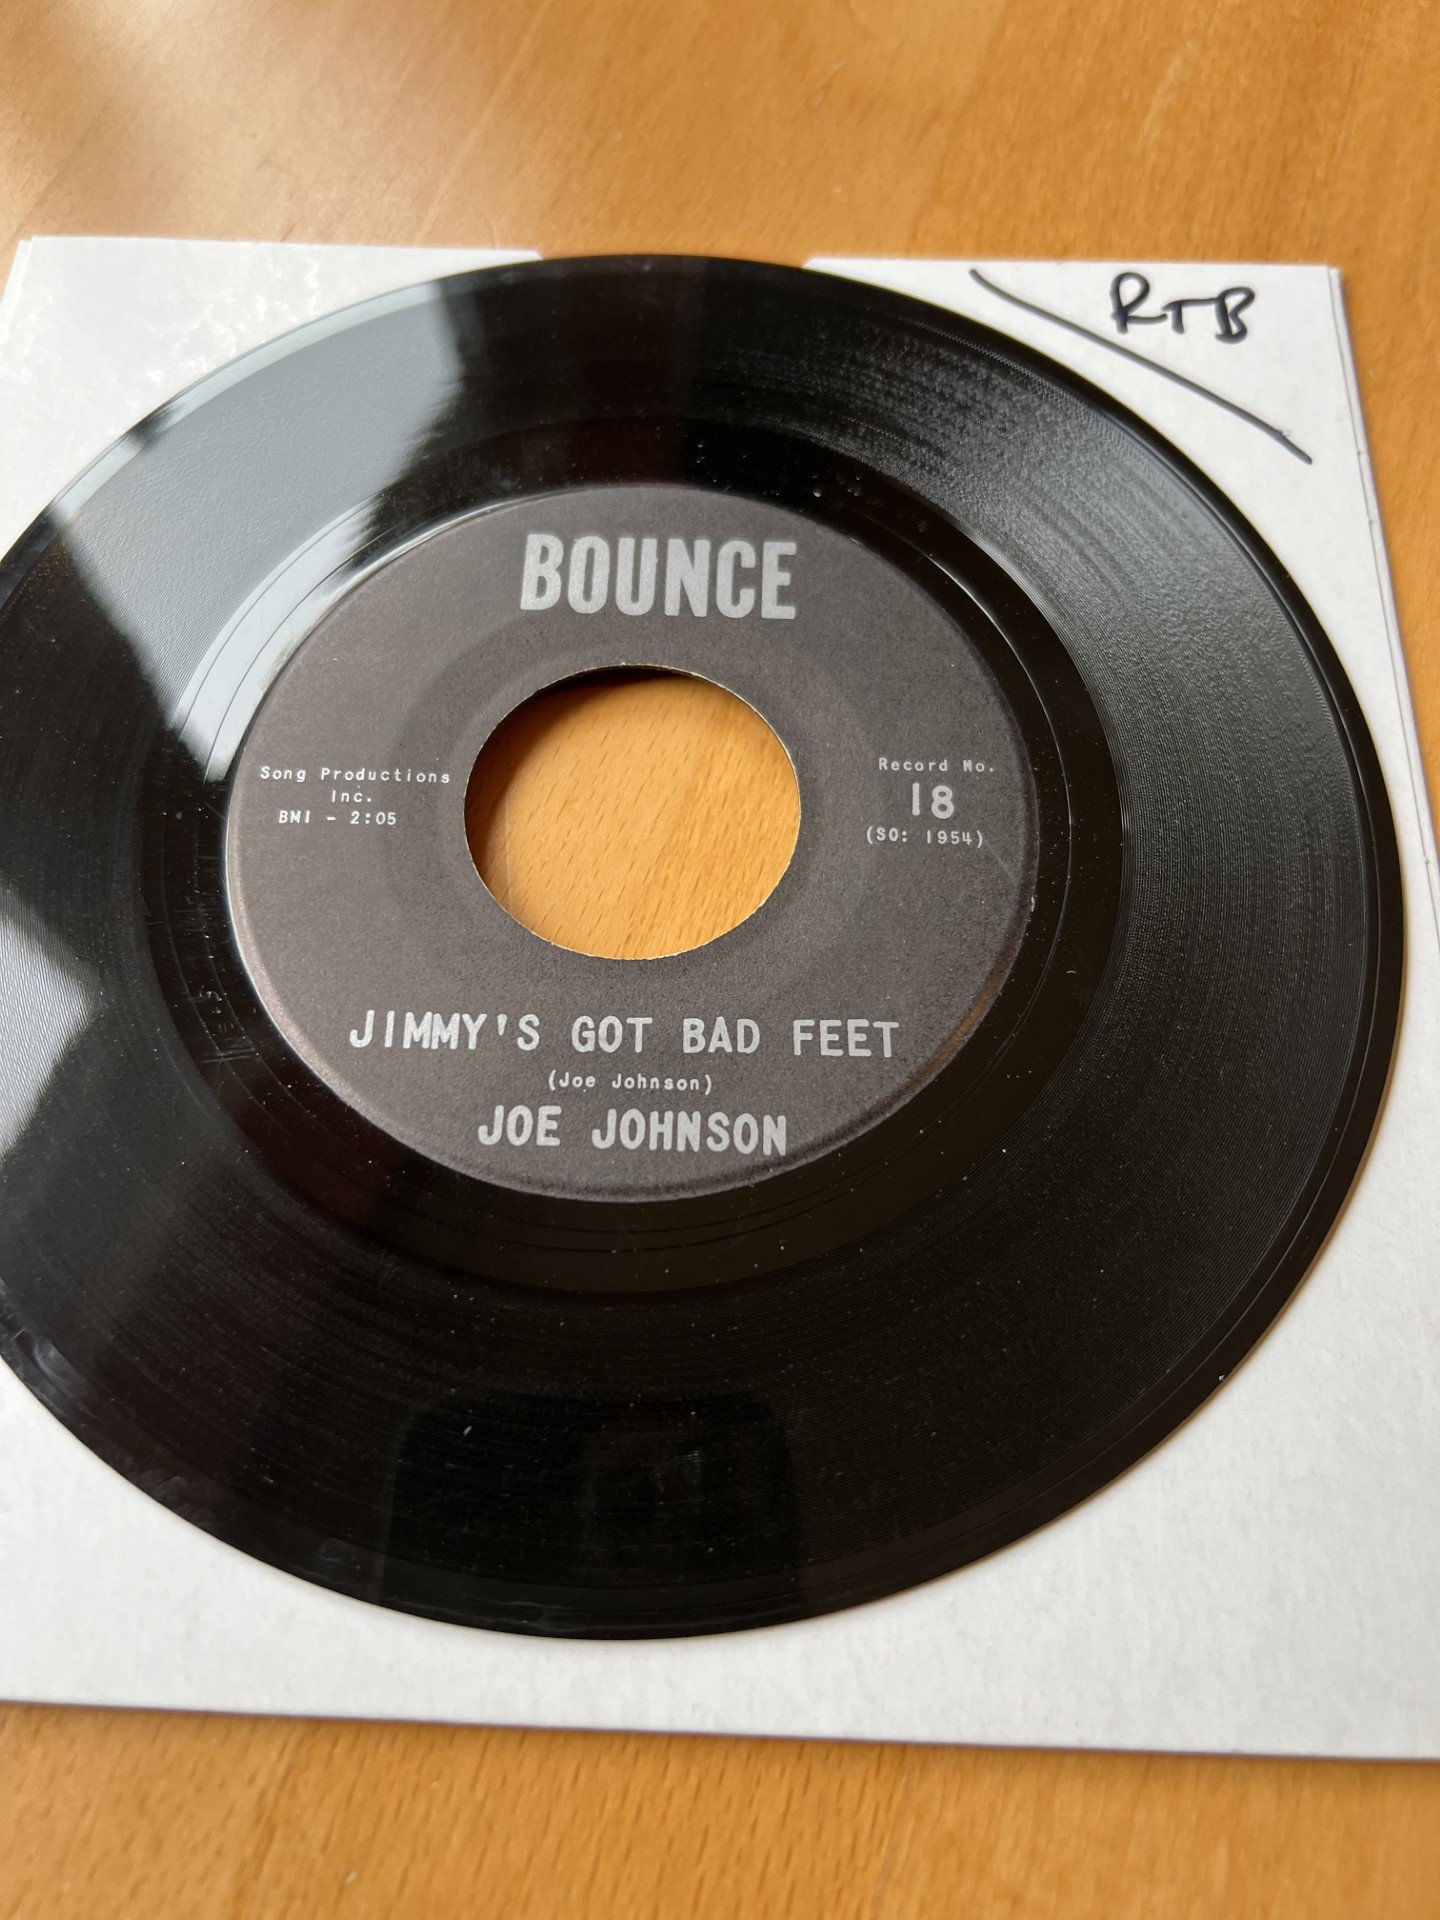 RTB
BOUNCE
Song Productions
Inc.
BMI - 2:05
Record No.
18
(SO: 1954)
JIMMY'S GOT BAD FEET
(Joe Johnson)
JOE JOHNSON